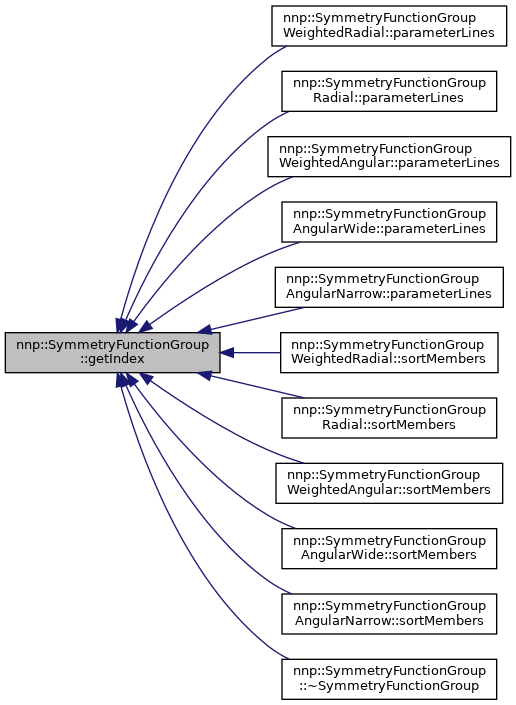 nnp::SymmetryFunctionGroup
WeightedRadial::parameterLines
nnp::SymmetryFunctionGroup
Radial::parameterLines
nnp::SymmetryFunctionGroup
WeightedAngular::parameterLines
nnp::SymmetryFunctionGroup
AngularWide::parameterLines
nnp::SymmetryFunctionGroup
AngularNarrow::parameterLines
nnp::SymmetryFunctionGroup
::getIndex
nnp::SymmetryFunctionGroup
WeightedRadial::sortMembers
nnp::SymmetryFunctionGroup
Radial::sortMembers
nnp::SymmetryFunctionGroup
WeightedAngular::sortMembers
nnp::SymmetryFunctionGroup
AngularWide::sortMembers
nnp::SymmetryFunctionGroup
AngularNarrow::sortMembers
nnp::SymmetryFunctionGroup
::~SymmetryFunctionGroup